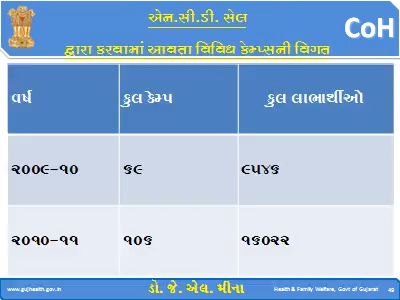 એન.સી.ડી. સેલ
CoH
દ્વારા કરવામાં આવતા વિવિધ કેમ્પ્સની વિગત
વર્ષ કુલ કેમ્પ કુલ લાભાર્થીઓ
૨૦૦૯-૧૦ ૬૯ ૯૫૪૬
૨૦૧૦-૧૧ ૧૦૬ ૧૬૦૨૨
www.gujhealth.gov.in ડો. જે. એલ. મીના Health & Family Welfare, Govt of Gujarat 49